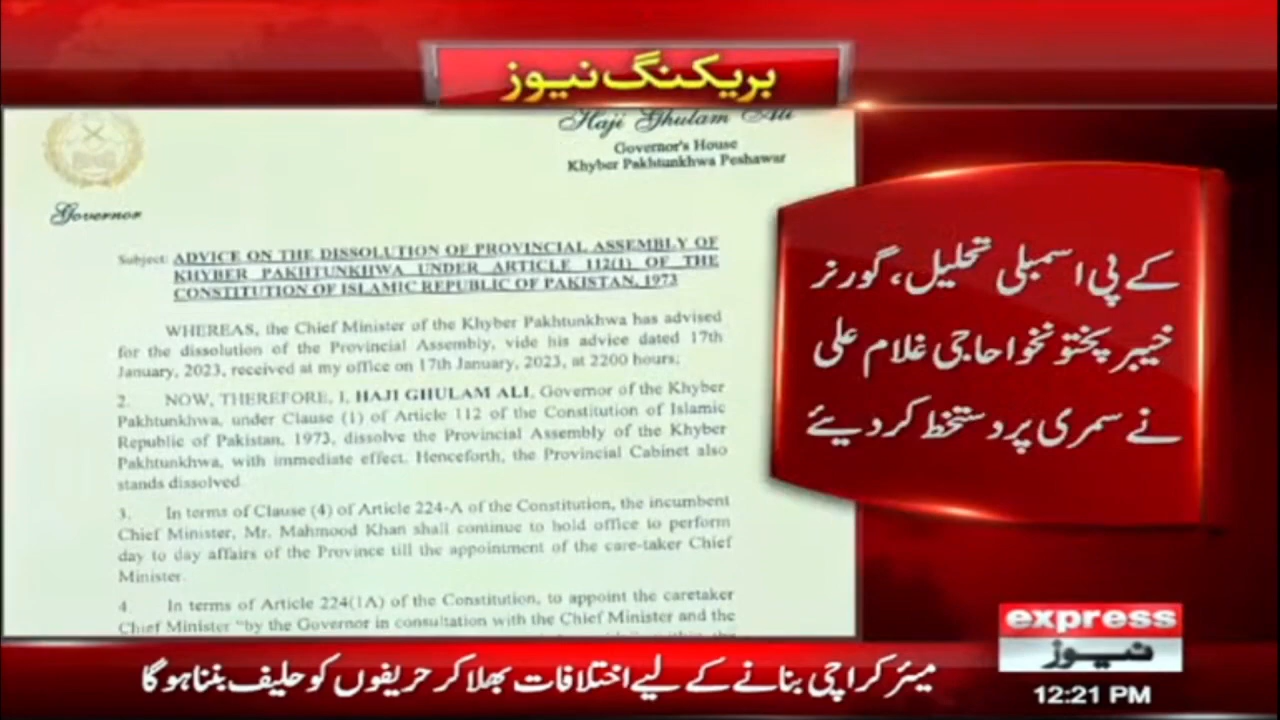 بریکنگ نیوز
Haji Ghulam Ali
Governor's House
Khyber Pakhtunkhwa Peshawar
Governor
Subject: ADVICE ON THE DISSOLUTION OF PROVINCIAL ASSEMBLY OF
KHYBER PAKHTUNKHWA UNDER ARTICLE 112(1) OF THE
CONSTITUTION OF ISLAMIC REPUBLIC OF PAKISTAN, 1973
WHEREAS, the Chief Minister of the Khyber Pakhtunkhwa has advised
for the dissolution of the Provincial Assembly, vide his advice dated 17th
January, 2023, received at my office on 17th January, 2023, at 2200 hours;
2. NOW, THEREFORE, I, HAJI GHULAM ALI, Governor of the Khyber
Pakhtunkhwa, under Clause (1) of Article 112 of the Constitution of Islamic
Republic of Pakistan, 1973, dissolve the Provincial Assembly of the Khyber
Pakhtunkhwa, with immediate effect. Henceforth, the Provincial Cabinet also
stands dissolved.
3. In terms of Clause (4) of Article 224-A of the Constitution, the incumbent
Chief Minister, Mr. Mahmood Khan shall continue to hold office to perform
day to day affairs of the Province till the appointment of the care-taker Chief
Minister.
4. In terms of Article 224(1A) of the Constitution, to appoint the caretaker
Chief Minister "by the Governor in consultation with the Chief Minister and the
کے پی اسمبلی تحلیل، گورنر
خیبر پختونخوا حاجی غلام علی
نے سمری پر دستخط کر دیئے
express
نیوز
12:21 PM
میئر کراچی بنانے کے لیے اختلافات بھلا کر حریفوں کو حلیف بننا ہوگا